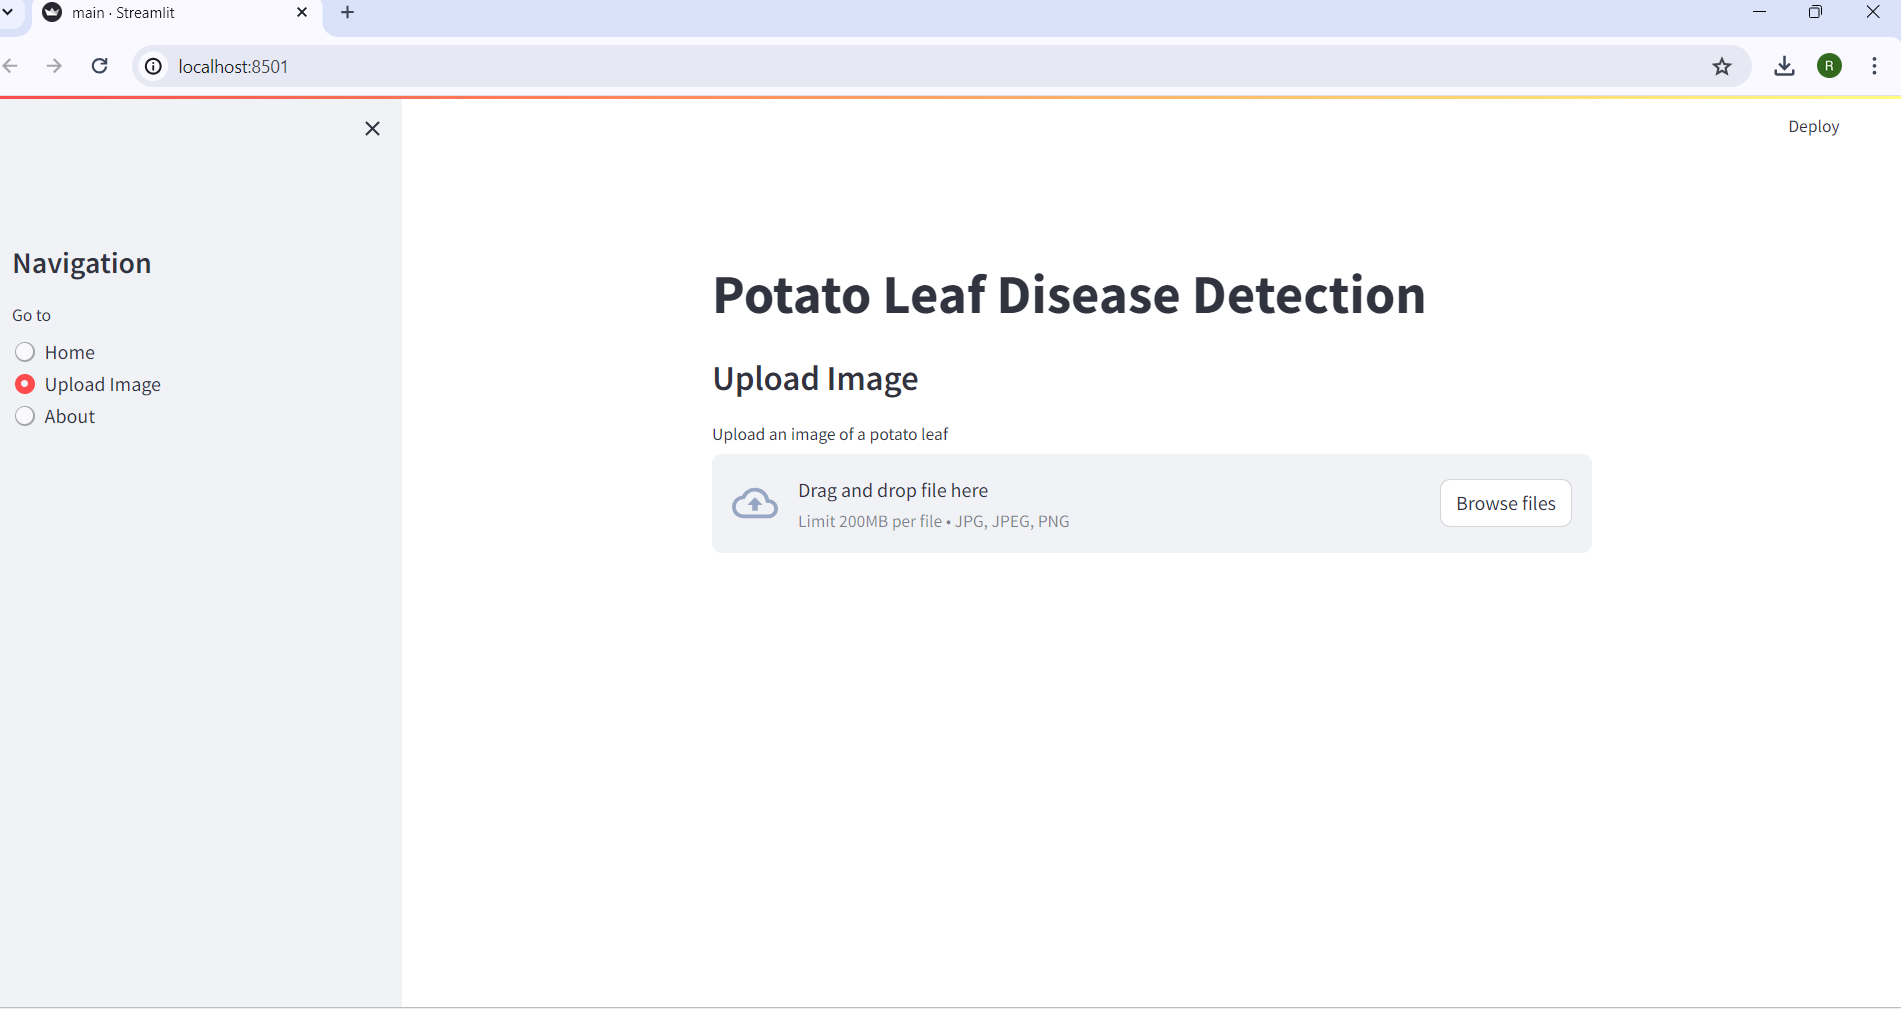 main · Streamlit
localhost:8501
R
Deploy
Navigation
Go to
Home
Upload Image
About
Potato Leaf Disease Detection
Upload Image
Upload an image of a potato leaf
Drag and drop file here
Limit 200MB per file • JPG, JPEG, PNG
Browse files